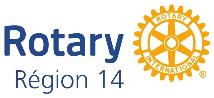 Rotary
Région 14
ROTARY
INTERNATIONAL
®